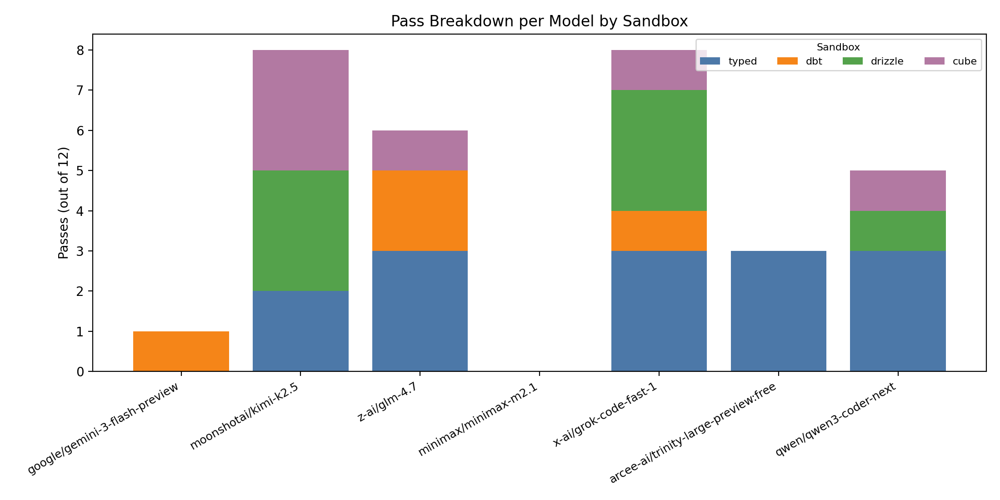 Pass Breakdown per Model by Sandbox
Sandbox
typed dbt drizzle cube
Passes (out of 12)
8
7
6
5
4
3
2
1
0
google/gemini-3-flash-preview
moonshotai/kimi-k2.5
z-ai/glm-4.7
minimax/minimax-m2.1
x-ai/grok-code-fast-1
arcee-ai/trinity-large-preview:free
qwen/qwen3-coder-next